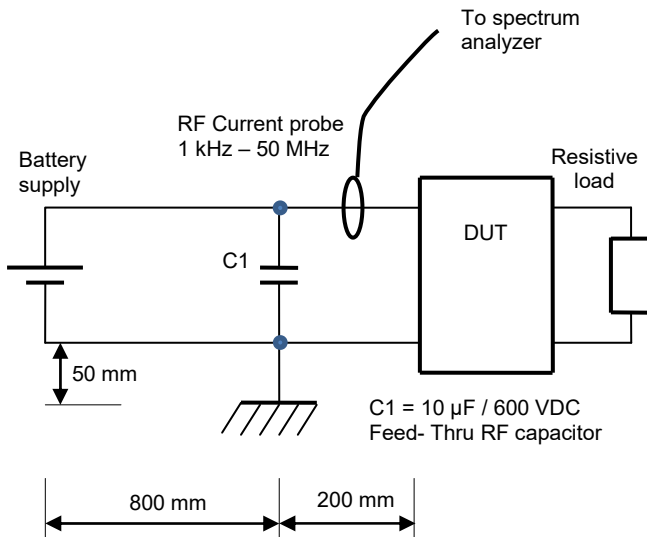 To spectrum
analyzer
RF Current probe
1 kHz – 50 MHz
Battery
supply
Resistive
load
DUT
C1
50 mm
C1 = 10 µF / 600 VDC
Feed- Thru RF capacitor
800 mm
200 mm